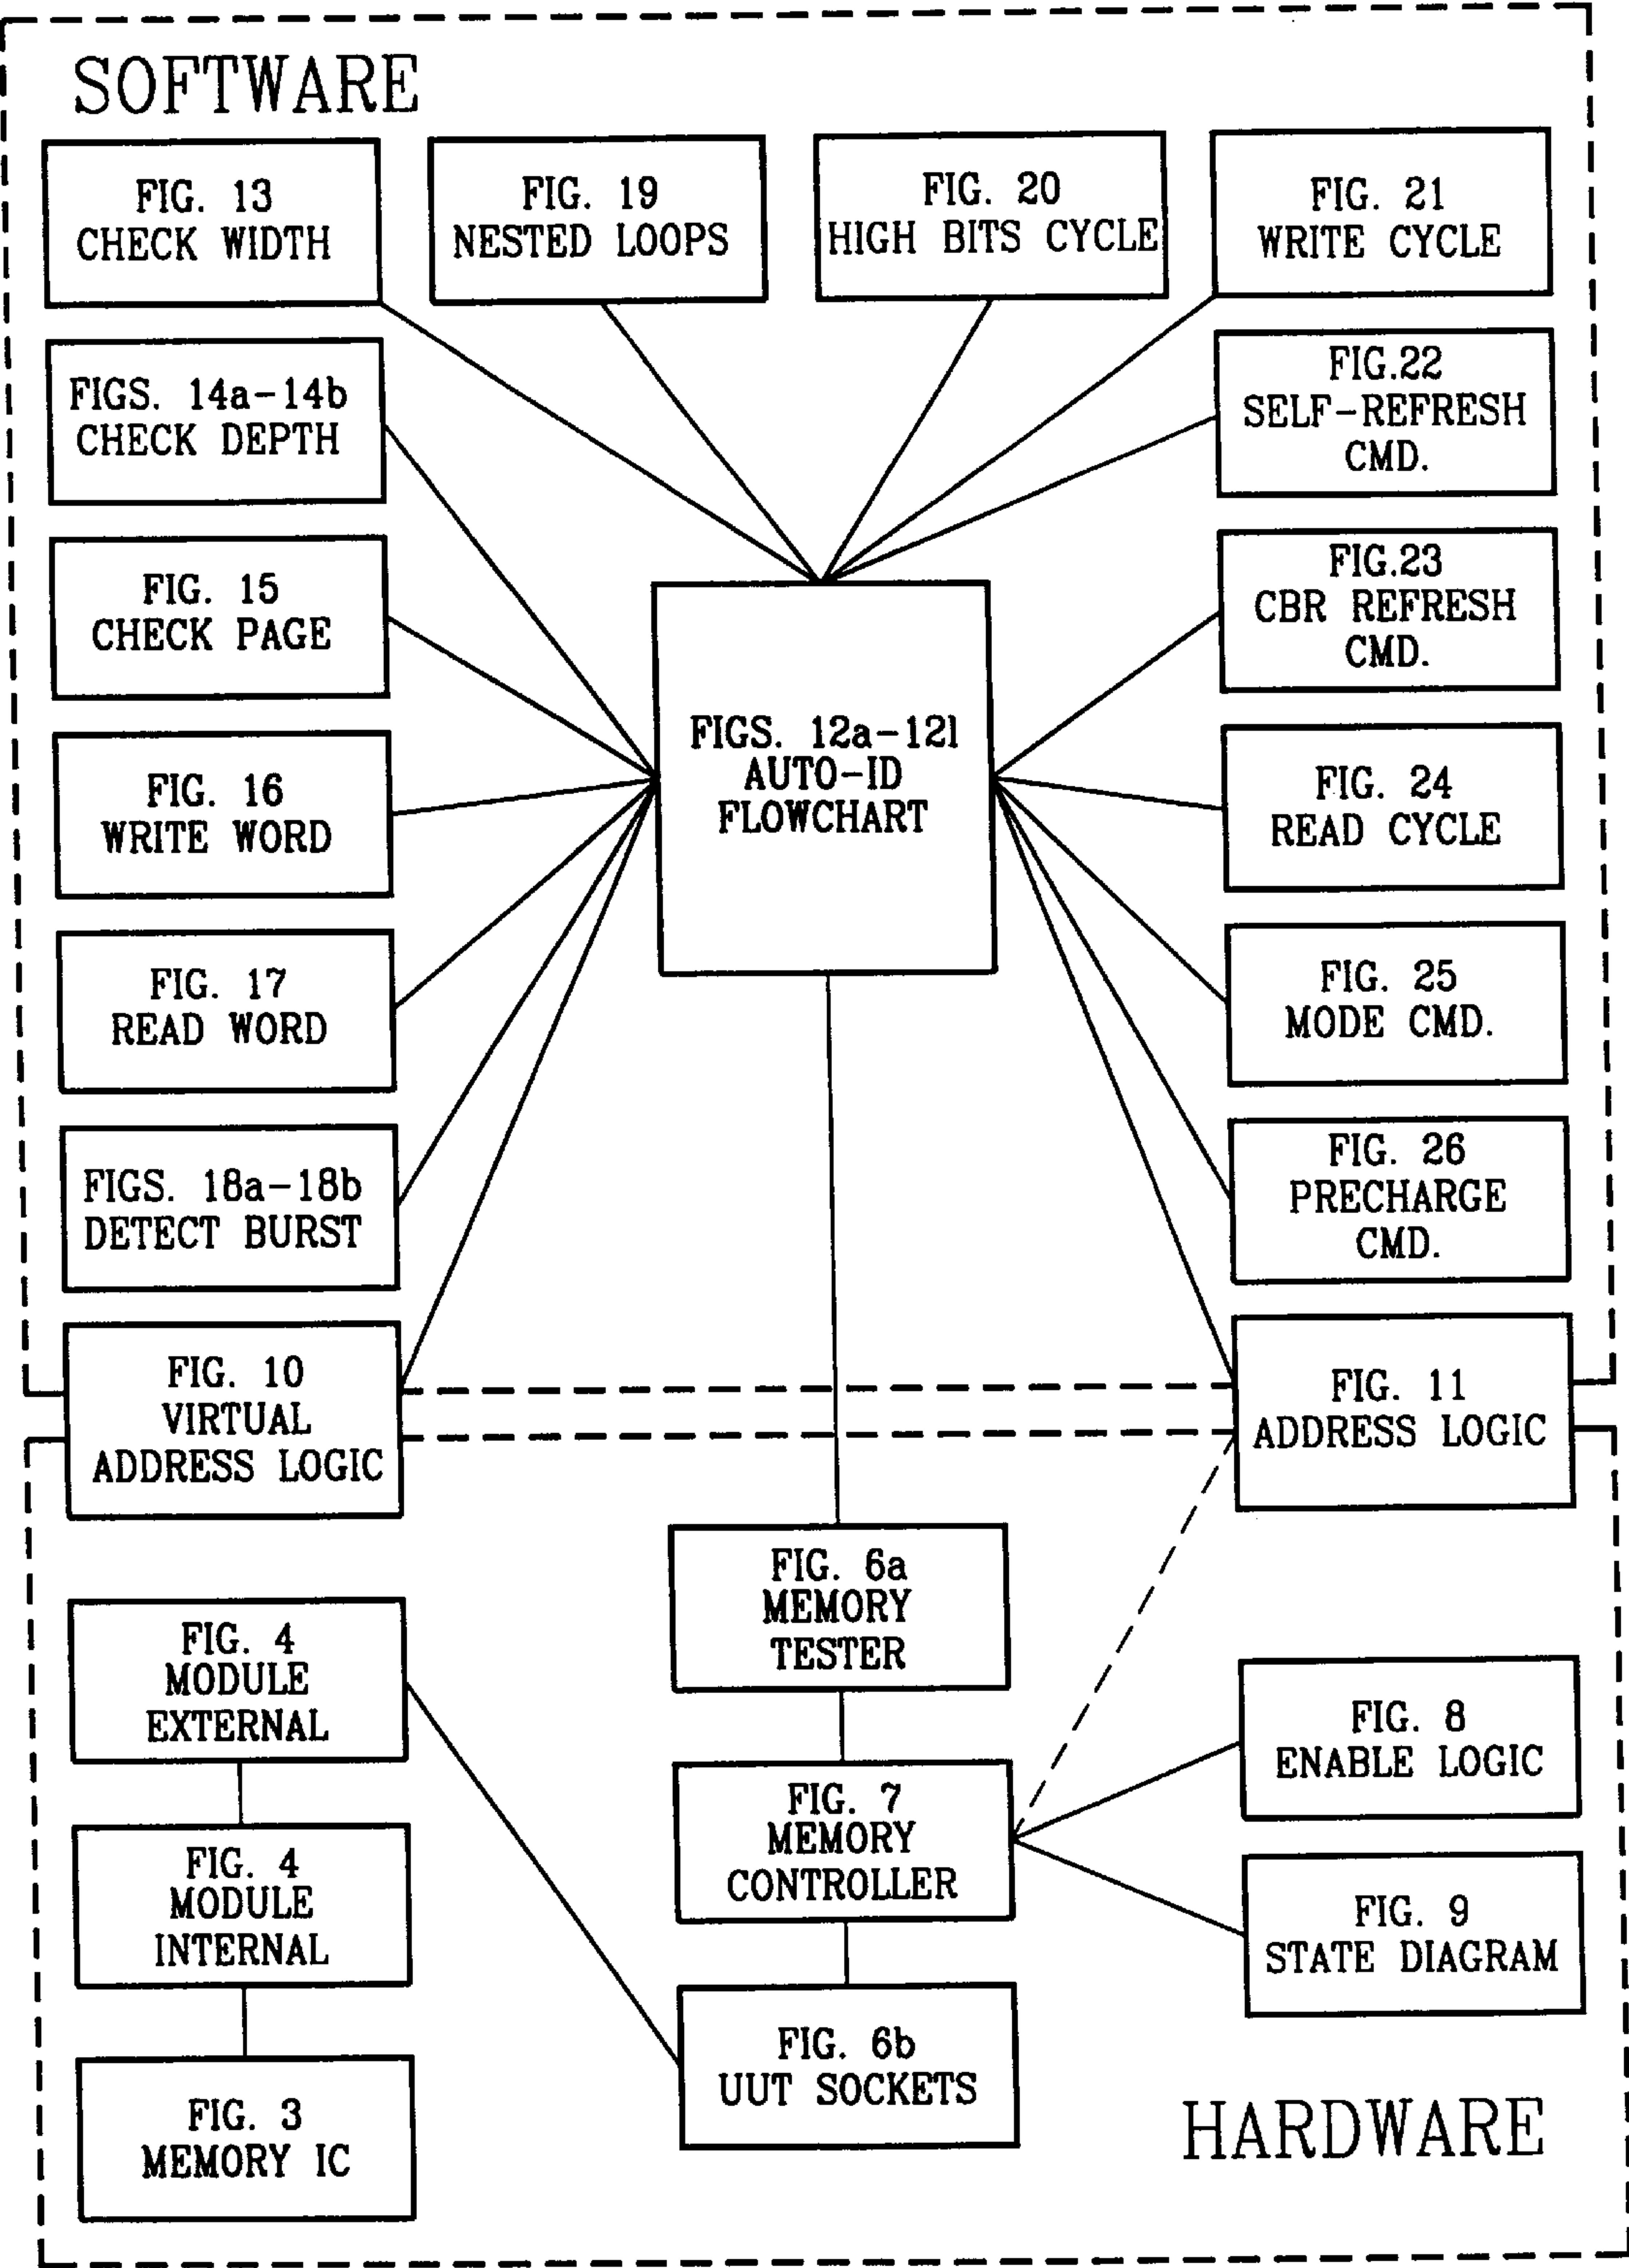 SOFTWARE
FIG. 13
CHECK WIDTH
FIG. 19
NESTED LOOPS
FIG. 20
HIGH BITS CYCLE
FIG. 21
WRITE CYCLE
FIGS. 14a-14b
CHECK DEPTH
FIG.22
SELF-REFRESH
CMD.
FIG. 15
CHECK PAGE
FIG.23
CBR REFRESH
CMD.
FIGS. 12a-12l
AUTO-ID
FLOWCHART
FIG. 16
WRITE WORD
FIG. 24
READ CYCLE
FIG. 17
READ WORD
FIG. 25
MODE CMD.
FIGS. 18a-18b
DETECT BURST
FIG. 26
PRECHARGE
CMD.
FIG. 10
VIRTUAL
ADDRESS LOGIC
FIG. 11
ADDRESS LOGIC
FIG. 6a
MEMORY
TESTER
FIG. 4
MODULE
EXTERNAL
FIG. 8
ENABLE LOGIC
FIG. 7
MEMORY
CONTROLLER
FIG. 4
MODULE
INTERNAL
FIG. 9
STATE DIAGRAM
FIG. 6b
UUT SOCKETS
FIG. 3
MEMORY IC
HARDWARE